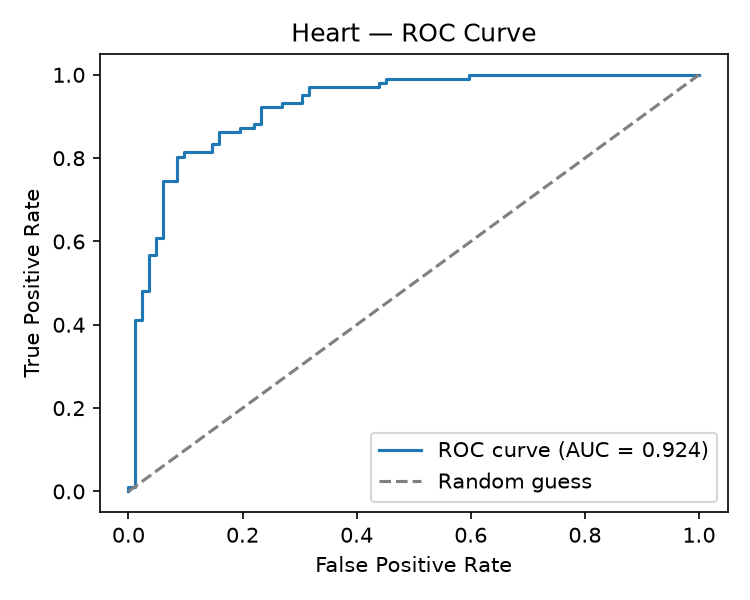 Heart — ROC Curve
True Positive Rate
1.0
0.8
0.6
0.4
0.2
0.0
ROC curve (AUC = 0.924)
Random guess
0.0 0.2 0.4 0.6 0.8 1.0
False Positive Rate